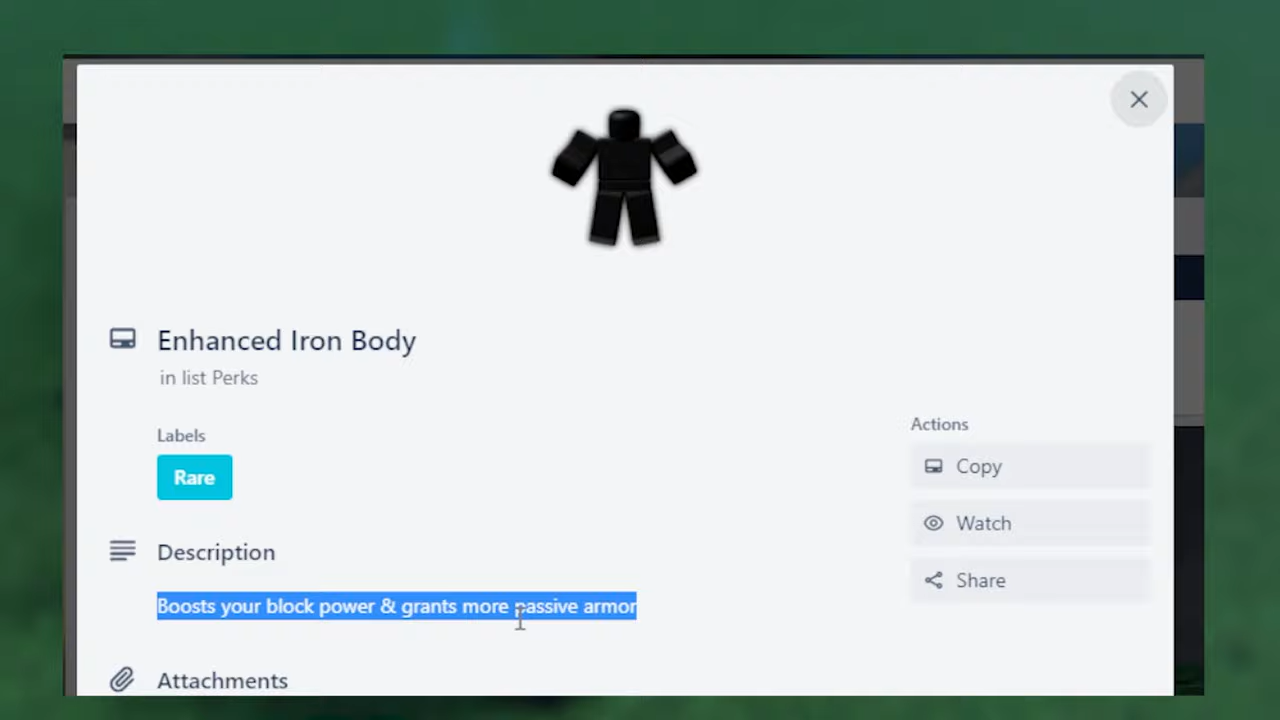 Enhanced Iron Body
in list Perks
Labels
Rare
Description
Boosts your block power & grants more passive armor
Attachments
Actions
Copy
Watch
Share